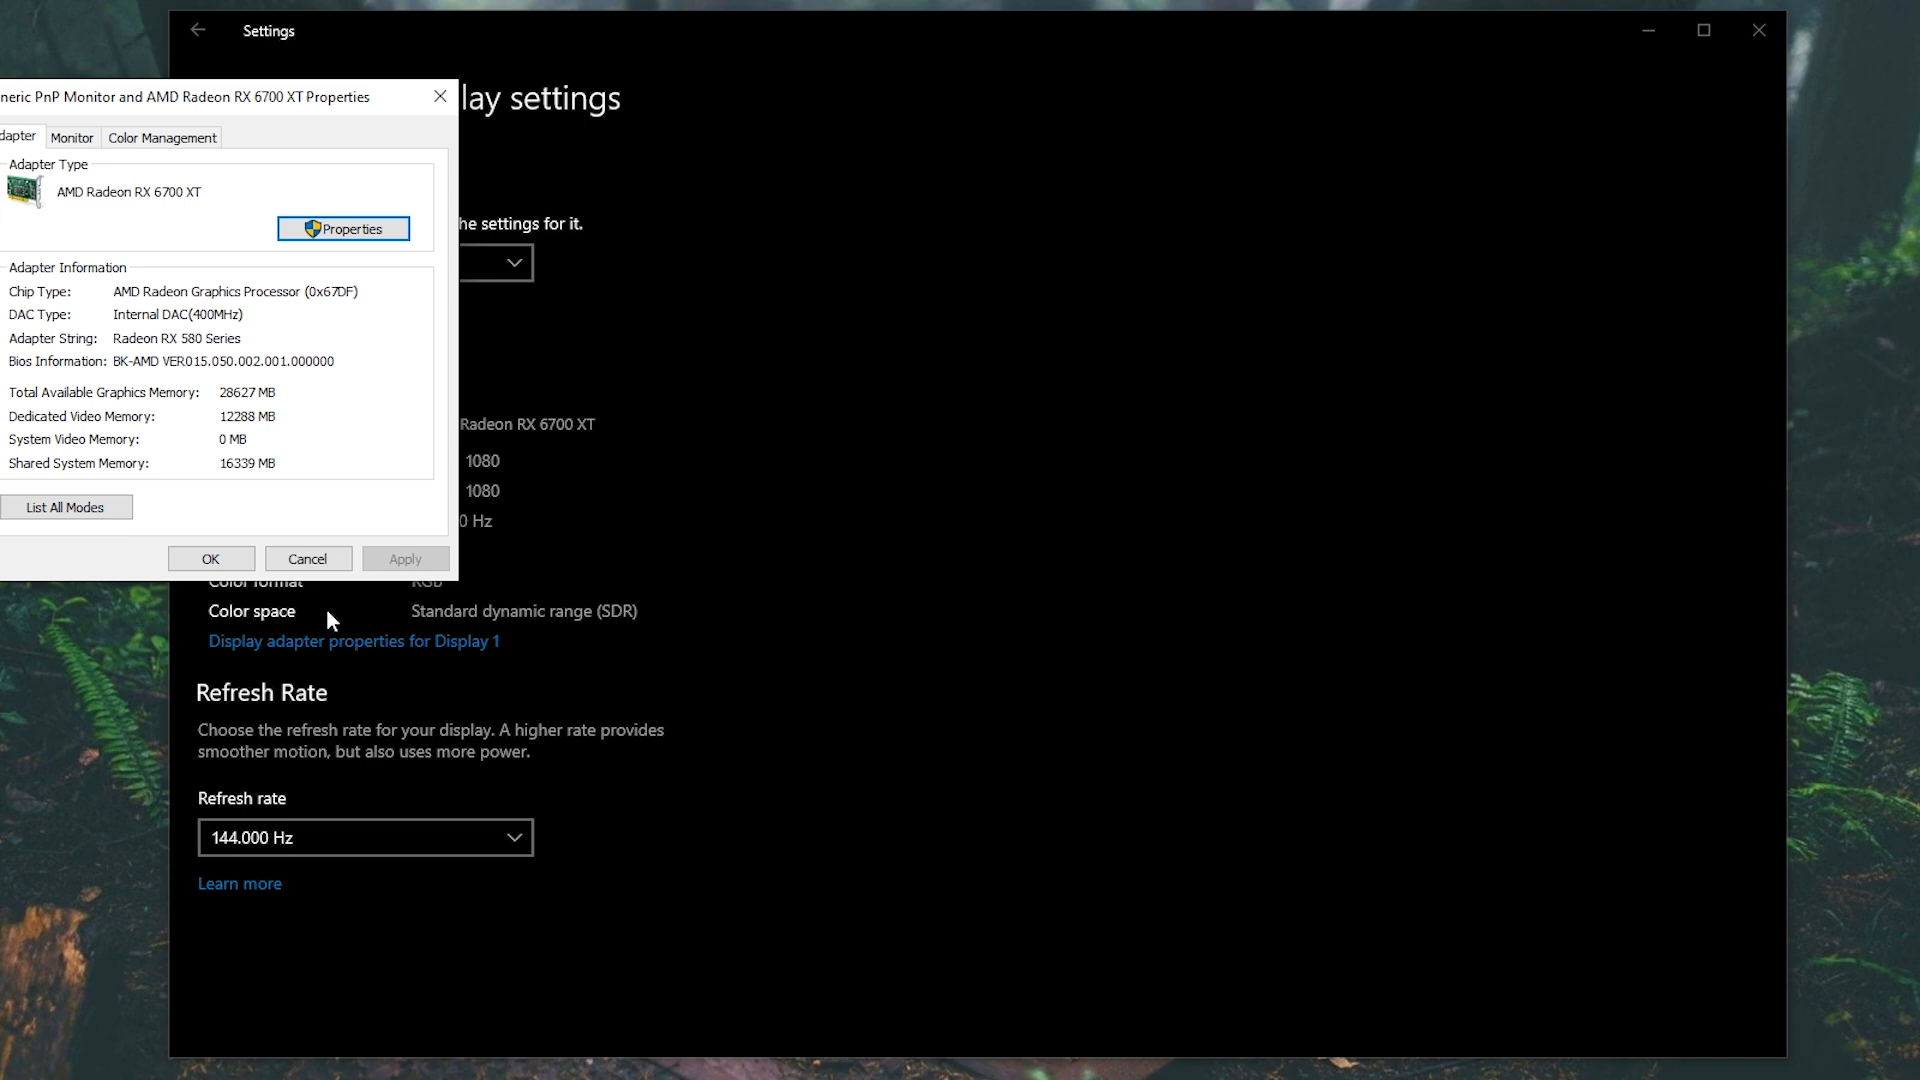 Settings
neric PnP Monitor and AMD Radeon RX 6700 XT Properties
lay settings
dapter Monitor Color Management
Adapter Type
AMD Radeon RX 6700 XT
Properties
he settings for it.
Adapter Information
Chip Type: AMD Radeon Graphics Processor (0x67DF)
DAC Type: Internal DAC(400MHz)
Adapter String: Radeon RX 580 Series
Bios Information: BK-AMD VER015.050.002.001.000000
Total Available Graphics Memory: 28627 MB
Dedicated Video Memory: 12288 MB
System Video Memory: 0 MB
Shared System Memory: 16339 MB
List All Modes
OK Cancel Apply
Radeon RX 6700 XT
1080
1080
0 Hz
Color format RGB
Color space Standard dynamic range (SDR)
Display adapter properties for Display 1
Refresh Rate
Choose the refresh rate for your display. A higher rate provides
smoother motion, but also uses more power.
Refresh rate
144.000 Hz
Learn more